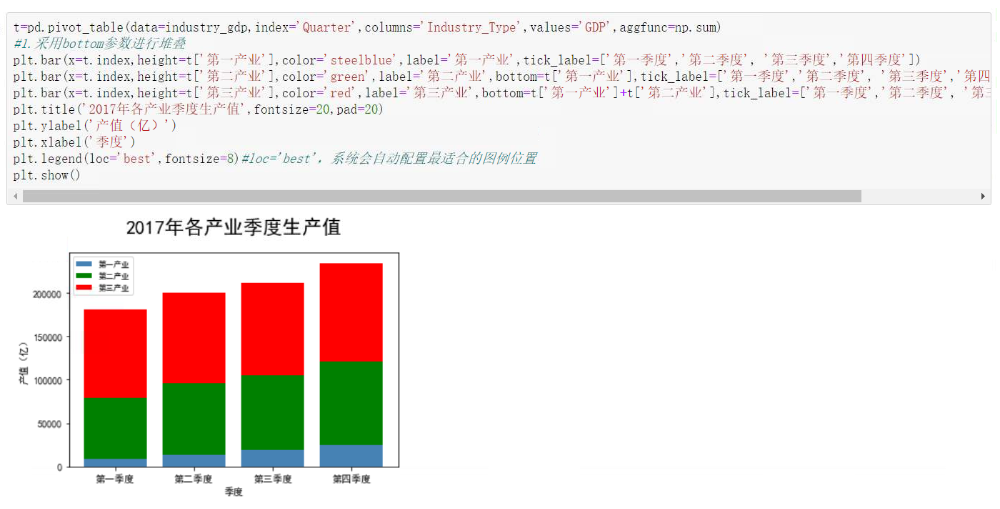 t=pd.pivot_table(data=industry_gdp,index='Quarter',columns='Industry_Type',values='GDP',aggfunc=np.sum)
#1.采用bottom参数进行堆叠
plt.bar(x=t.index,height=t['第一产业'],color='steelblue',label='第一产业',tick_label=['第一季度','第二季度', '第三季度','第四季度'])
plt.bar(x=t.index,height=t['第二产业'],color='green',label='第二产业',bottom=t['第一产业'],tick_label=['第一季度','第二季度', '第三季度','第四
plt.bar(x=t.index,height=t['第三产业'],color='red',label='第三产业',bottom=t['第一产业']+t['第二产业'],tick_label=['第一季度','第二季度', '第三
plt.title('2017年各产业季度生产值',fontsize=20,pad=20)
plt.ylabel('产值（亿）')
plt.xlabel('季度')
plt.legend(loc='best',fontsize=8)#loc='best'，系统会自动配置最适合的图例位置
plt.show()
2017年各产业季度生产值
第一产业
第二产业
第三产业
200000
150000
100000
50000
0
产值（亿）
第一季度 第二季度 第三季度 第四季度
季度